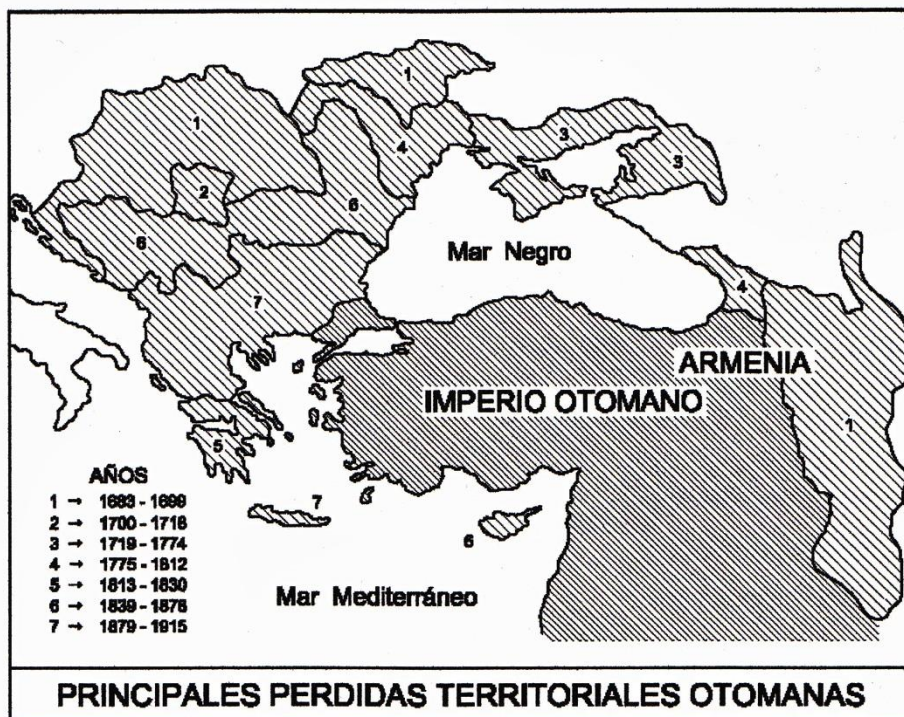 1
1
3
4
3
2
6
6
Mar Negro
7
4
ARMENIA
IMPERIO OTOMANO
1
5
AÑOS
1 → 1683 - 1699
2 → 1700 - 1718
3 → 1719 - 1774
4 → 1775 - 1812
5 → 1813 - 1830
6 → 1839 - 1878
7 → 1879 - 1915
7
6
Mar Mediterráneo
PRINCIPALES PERDIDAS TERRITORIALES OTOMANAS